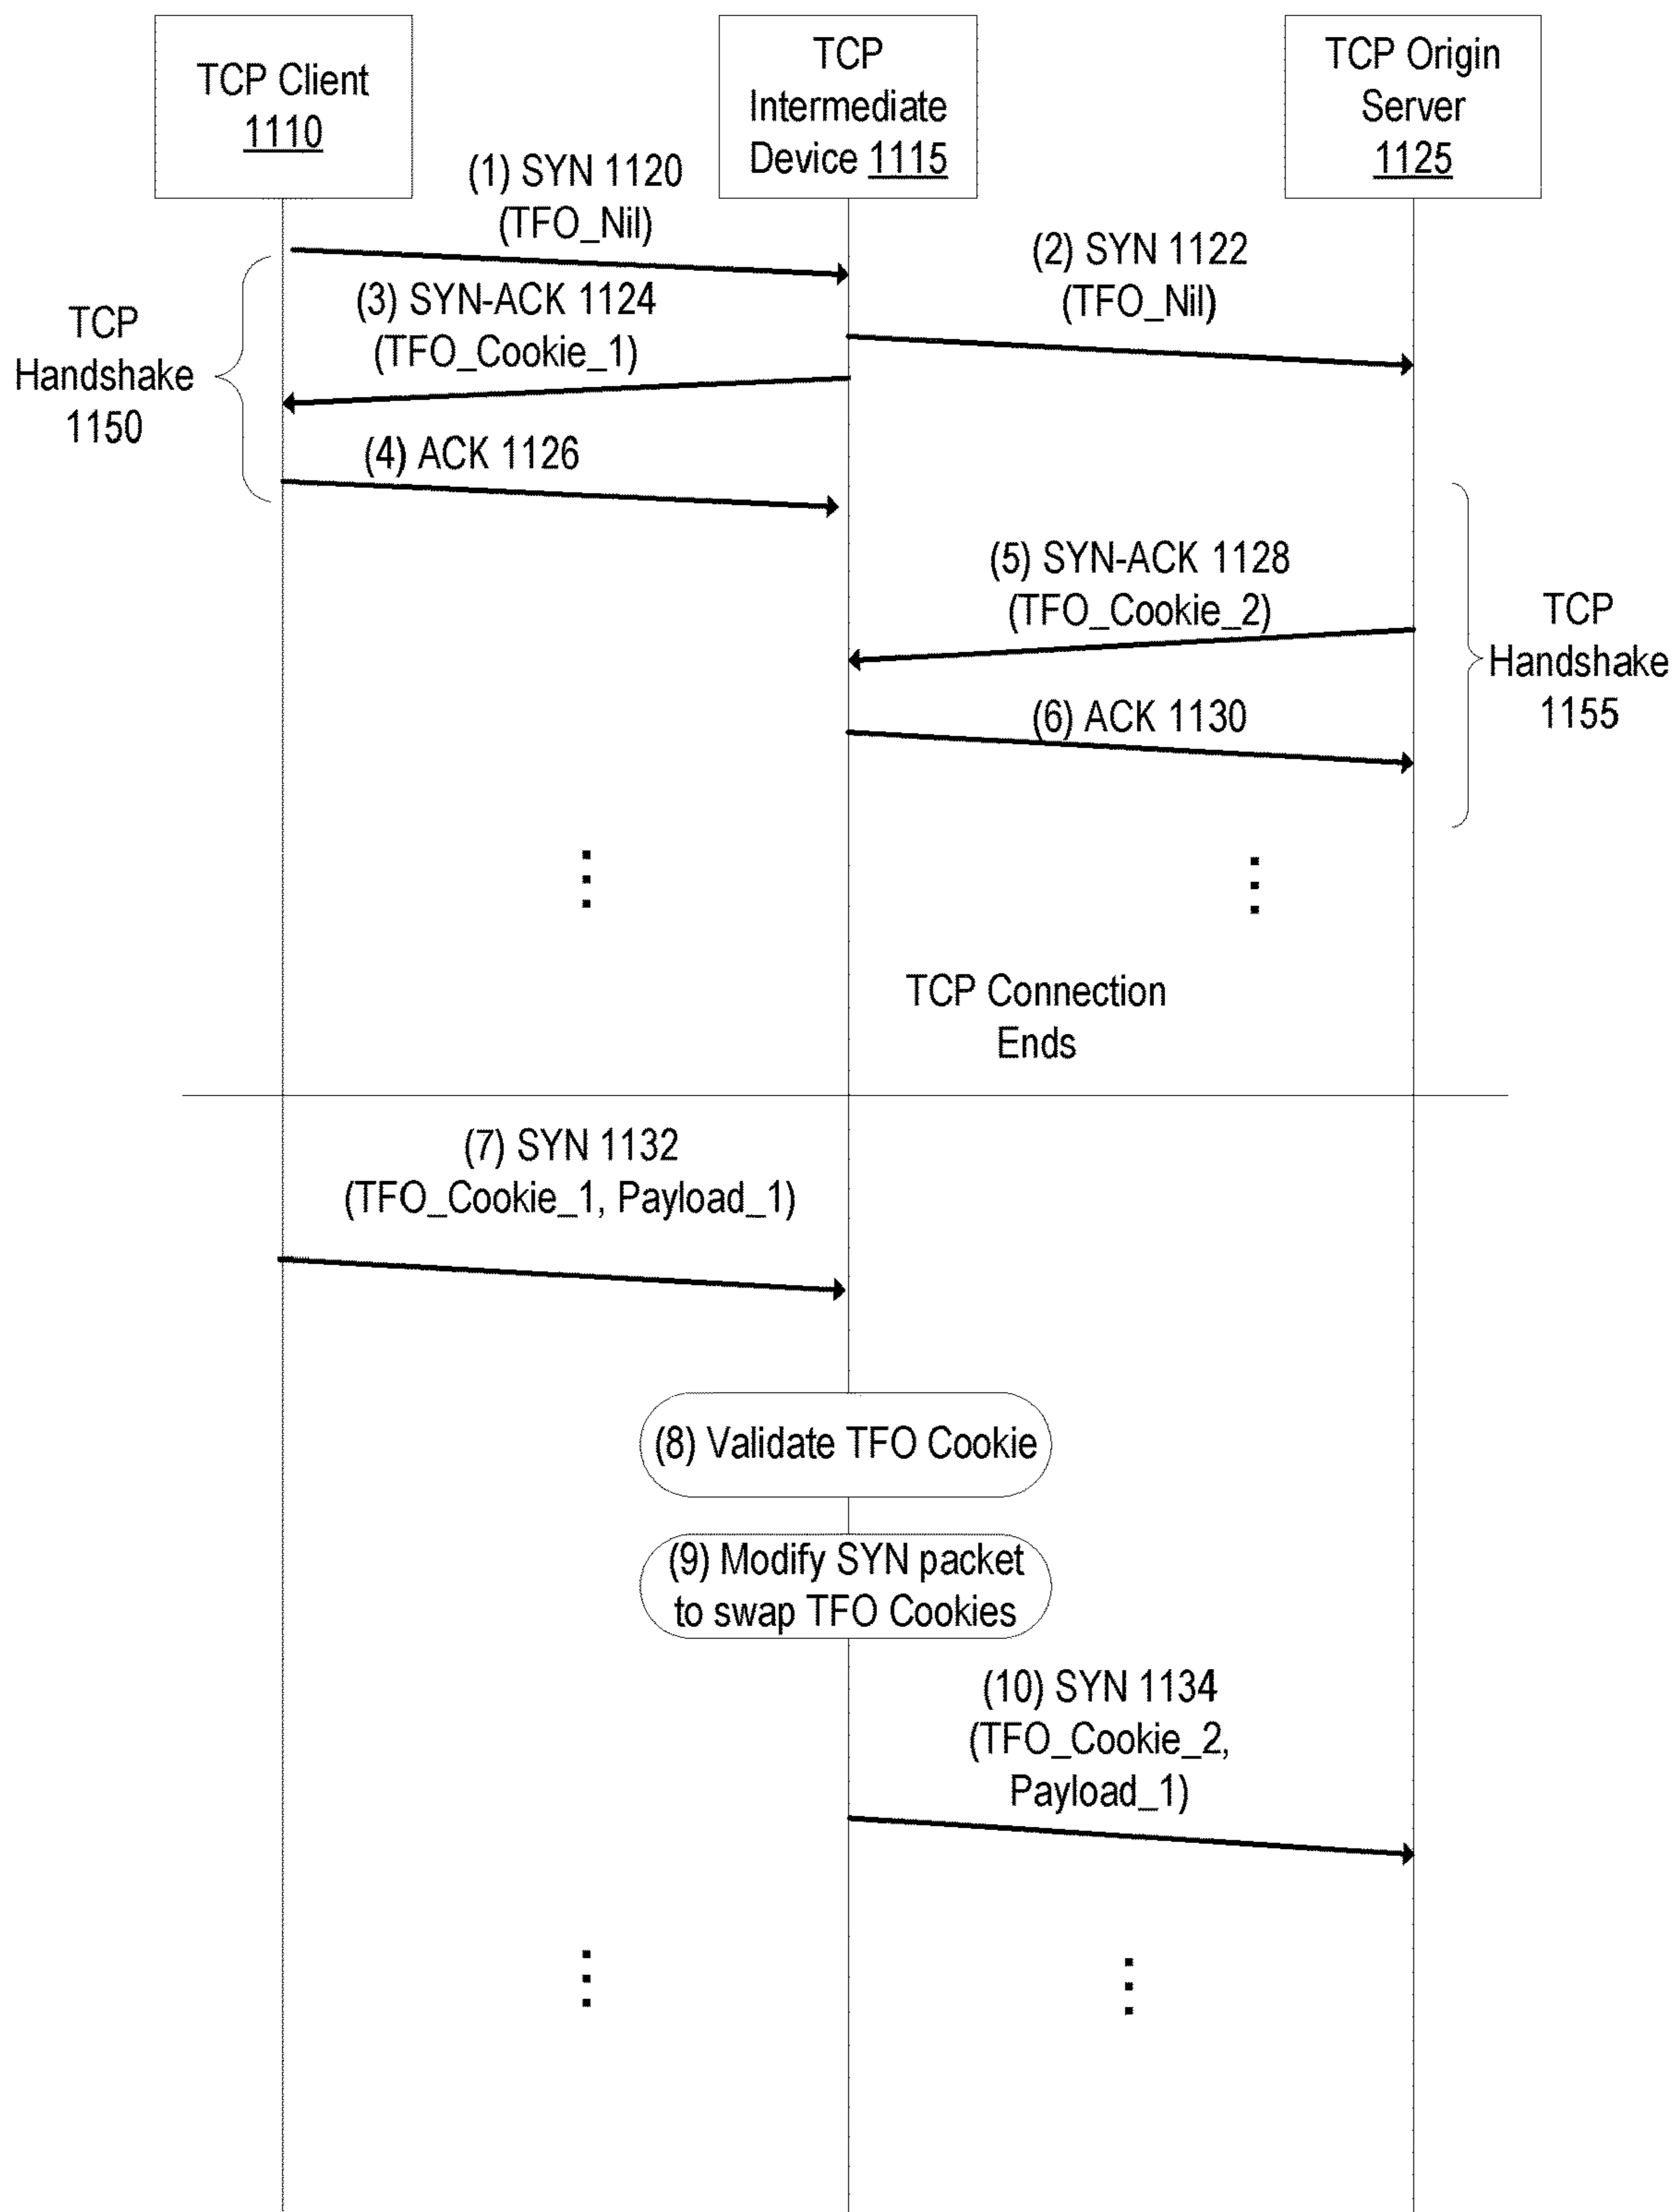 TCP Client
1110
TCP
Intermediate
Device 1115
TCP Origin
Server
1125
(1) SYN 1120
(TFO_Nil)
(2) SYN 1122
(TFO_Nil)
(3) SYN-ACK 1124
(TFO_Cookie_1)
TCP
Handshake
1150
(4) ACK 1126
(5) SYN-ACK 1128
(TFO_Cookie_2)
TCP
Handshake
1155
(6) ACK 1130
TCP Connection
Ends
(7) SYN 1132
(TFO_Cookie_1, Payload_1)
(8) Validate TFO Cookie
(9) Modify SYN packet
to swap TFO Cookies
(10) SYN 1134
(TFO_Cookie_2,
Payload_1)